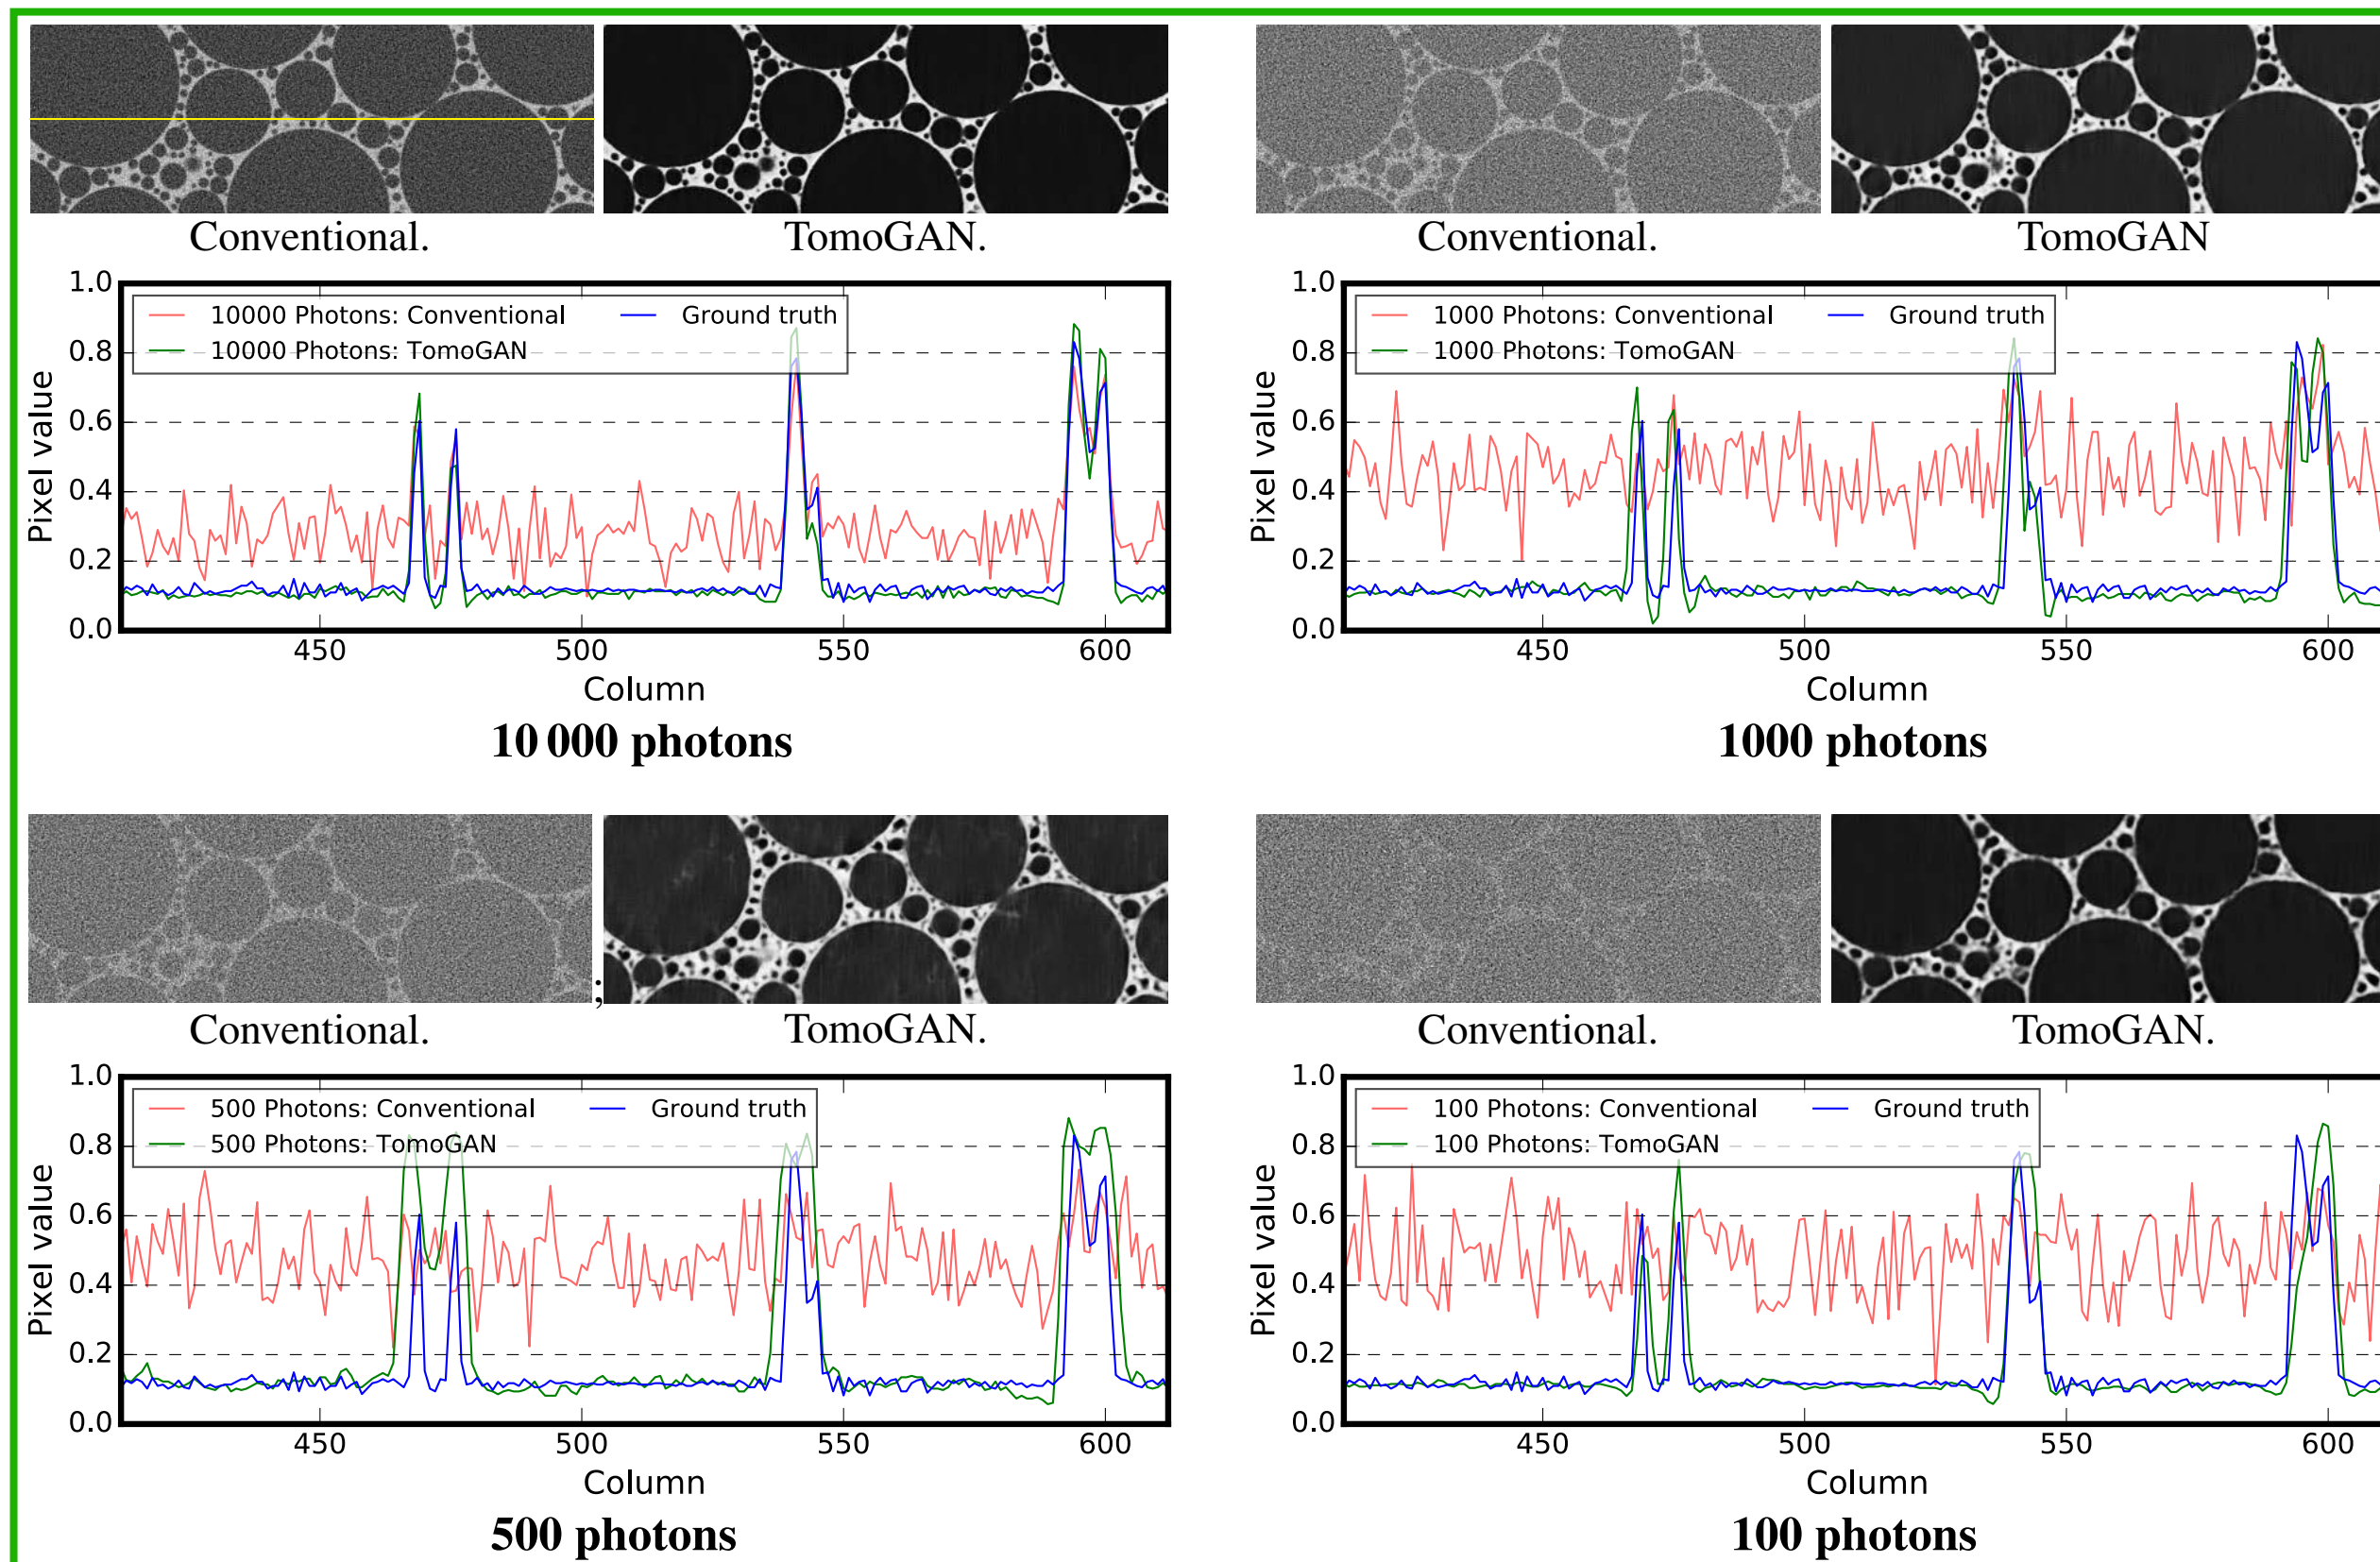 Conventional.
TomoGAN.
1.0
0.8
0.6
0.4
0.2
0.0
Pixel value
10000 Photons: Conventional
Ground truth
10000 Photons: TomoGAN
450
500
550
600
Column
10 000 photons
Conventional.
TomoGAN
1.0
0.8
0.6
0.4
0.2
0.0
Pixel value
1000 Photons: Conventional
Ground truth
1000 Photons: TomoGAN
450
500
550
600
Column
1000 photons
;
Conventional.
TomoGAN.
1.0
0.8
0.6
0.4
0.2
0.0
Pixel value
500 Photons: Conventional
Ground truth
500 Photons: TomoGAN
450
500
550
600
Column
500 photons
Conventional.
TomoGAN.
1.0
0.8
0.6
0.4
0.2
0.0
Pixel value
100 Photons: Conventional
Ground truth
100 Photons: TomoGAN
450
500
550
600
Column
100 photons